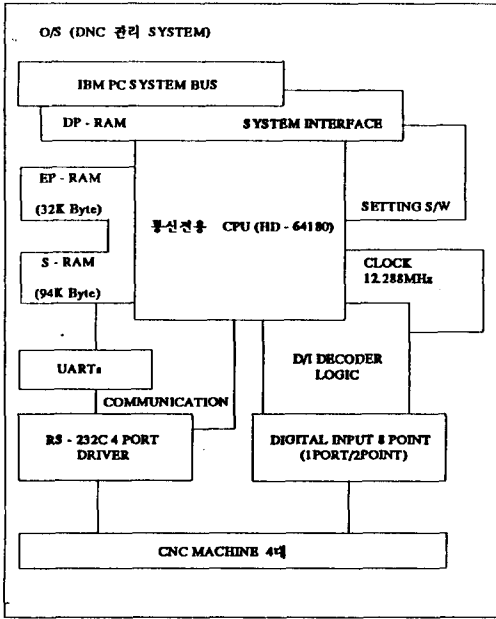 O/S (DNC 관리 SYSTEM)
IBM PC SYSTEM BUS
DP - RAM SYSTEM INTERFACE
EP - RAM
(32K Byte)
SETTING S/W
통신전용 CPU (HD - 64180)
S - RAM
(94K Byte)
CLOCK
12.288MHz
UARTs
D/I DECODER
LOGIC
COMMUNICATION
RS - 232C 4 PORT
DRIVER
DIGITAL INPUT 8 POINT
(1PORT/2POINT)
CNC MACHINE 4대